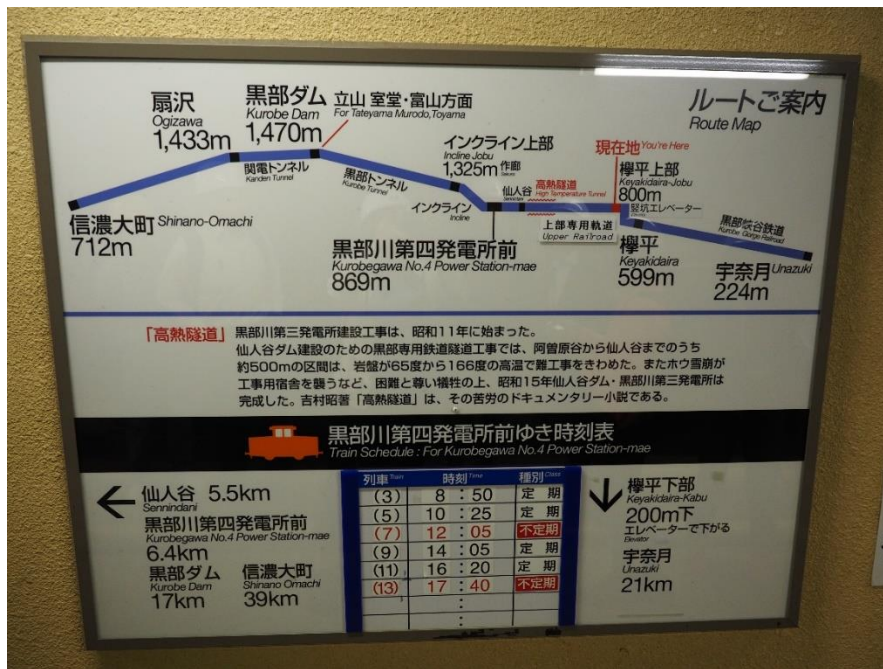 ルートご案内
Route Map
扇沢
Ogizawa
1,433m
黒部ダム
Kurobe Dam
1,470m
立山 室堂・富山方面
For Tateyama Murodo,Toyama
インクライン上部
Incline Jobu
1,325m
作廊
現在地 You're Here
欅平上部
Keyakidaira-Jobu
800m
関電トンネル
Kanden Tunnel
黒部トンネル
Kurobe Tunnel
仙人谷
高熱隧道
High Temperature Tunnel
竪坑エレベーター
インクライン
Incline
上部専用軌道
Upper Railroad
黒部峡谷鉄道
Kurobe Gorge Railroad
信濃大町 Shinano-Omachi
712m
黒部川第四発電所前
Kurobegawa No.4 Power Station-mae
869m
欅平
Keyakidaira
599m
宇奈月 Unazuki
224m
「高熱隧道」 黒部川第三発電所建設工事は、昭和11年に始まった。
仙人谷ダム建設のための黒部専用鉄道隧道工事では、阿曽原谷から仙人谷までのうち
約500mの区間は、岩盤が65度から166度の高温で難工事をきわめた。またホウ雪崩が
工事用宿舎を襲うなど、困難と尊い犠牲の上、昭和15年仙人谷ダム・黒部川第三発電所は
完成した。吉村昭著「高熱隧道」は、その苦労のドキュメンタリー小説である。
黒部川第四発電所前ゆき時刻表
Train Schedule : For Kurobegawa No.4 Power Station-mae
← 仙人谷 5.5km
Sennindani
黒部川第四発電所前
Kurobegawa No.4 Power Station-mae
6.4km
黒部ダム 信濃大町
Kurobe Dam Shinano Omachi
17km 39km
列車 Train 時刻 Time 種別 Class
(3) 8 : 50 定期
(5) 10 : 25 定期
(7) 12 : 05 不定期
(9) 14 : 05 定期
(11) 16 : 20 定期
(13) 17 : 40 不定期
↓ 欅平下部
Keyakidaira-Kabu
200m下
エレベーターで下がる
Elevator
宇奈月
Unazuki
21km